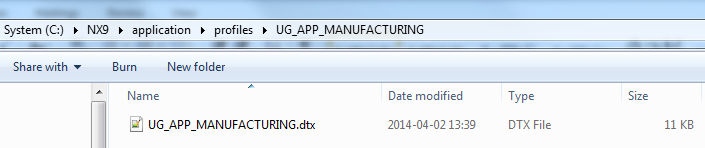 System (C:) ▸ NX9 ▸ application ▸ profiles ▸ UG_APP_MANUFACTURING
Share with Burn New folder
Name Date modified Type Size
UG_APP_MANUFACTURING.dtx 2014-04-02 13:39 DTX File 11 KB